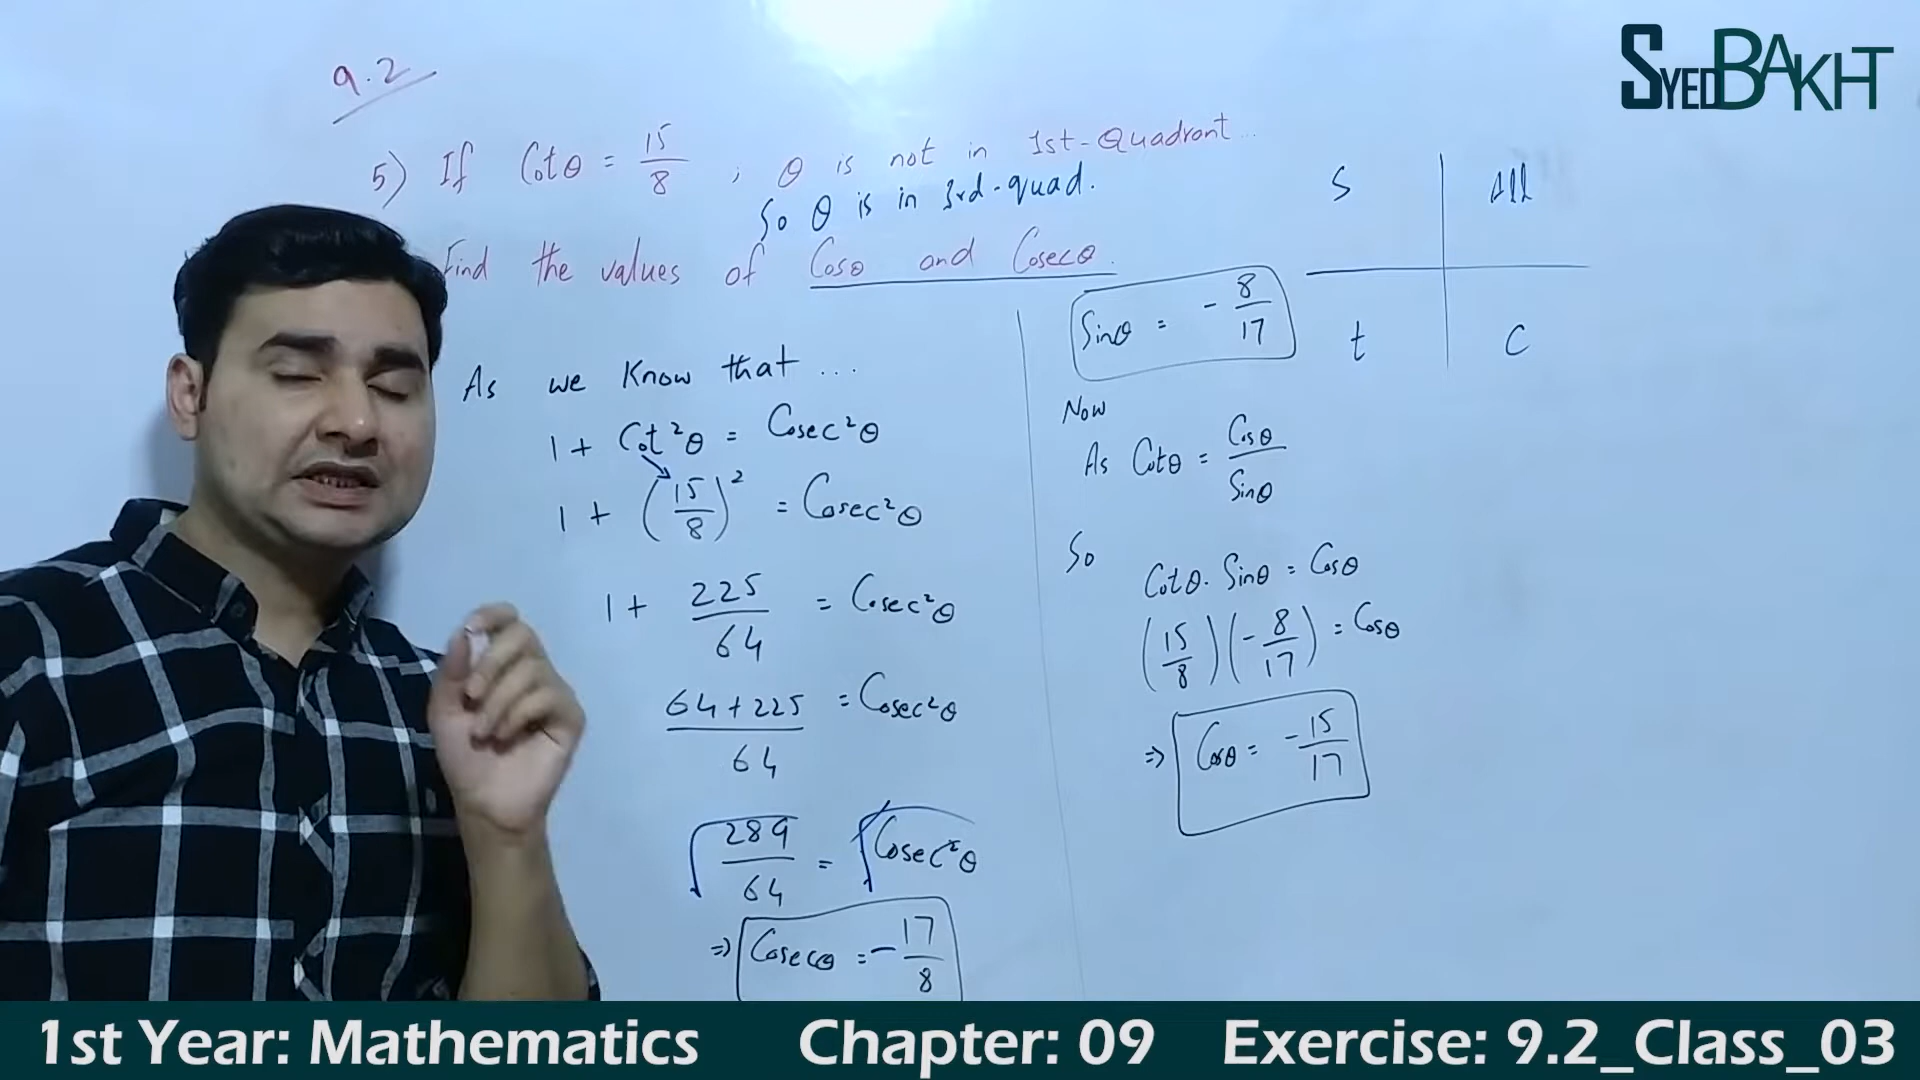 SYEDBAKHT
9.2
5) If Cotθ = 15/8 ; θ is not in 1st-Quadrant...
So θ is in 3rd-quad.
Find the values of Cosθ and Cosecθ.
As we Know that ...
1 + Cot²θ = Cosec²θ
1 + (15/8)² = Cosec²θ
1 + 225/64 = Cosec²θ
64+225/64 = Cosec²θ
√289/64 = √Cosec²θ
⇒ Cosecθ = -17/8
Sinθ = -8/17
Now
As Cotθ = Cosθ/Sinθ
So
Cotθ. Sinθ = Cosθ
(15/8)(-8/17) = Cosθ
⇒ Cosθ = -15/17
S All
t C
1st Year: Mathematics Chapter: 09 Exercise: 9.2_Class_03